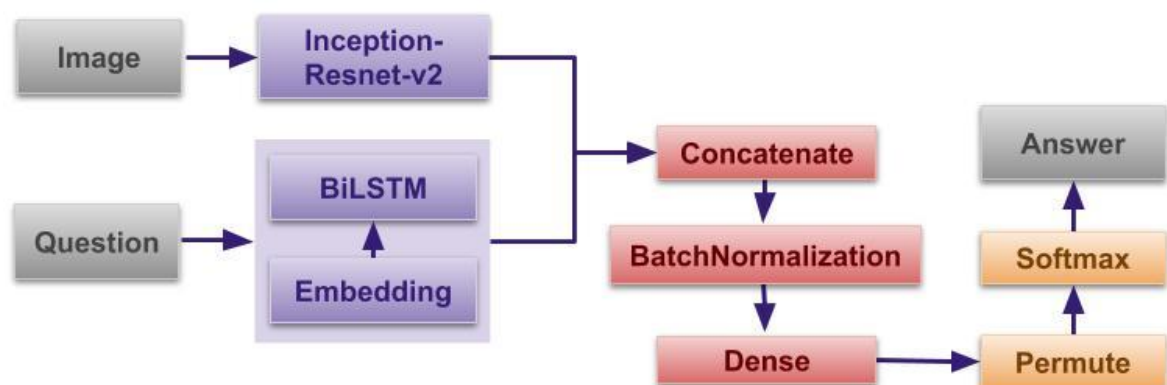 Image
Inception-
Resnet-v2
Question
BiLSTM
Embedding
Concatenate
BatchNormalization
Dense
Permute
Softmax
Answer